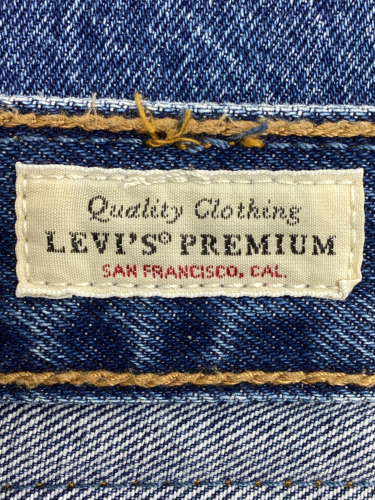 Quality Clothing
LEVI'S® PREMIUM
SAN FRANCISCO, CAL.